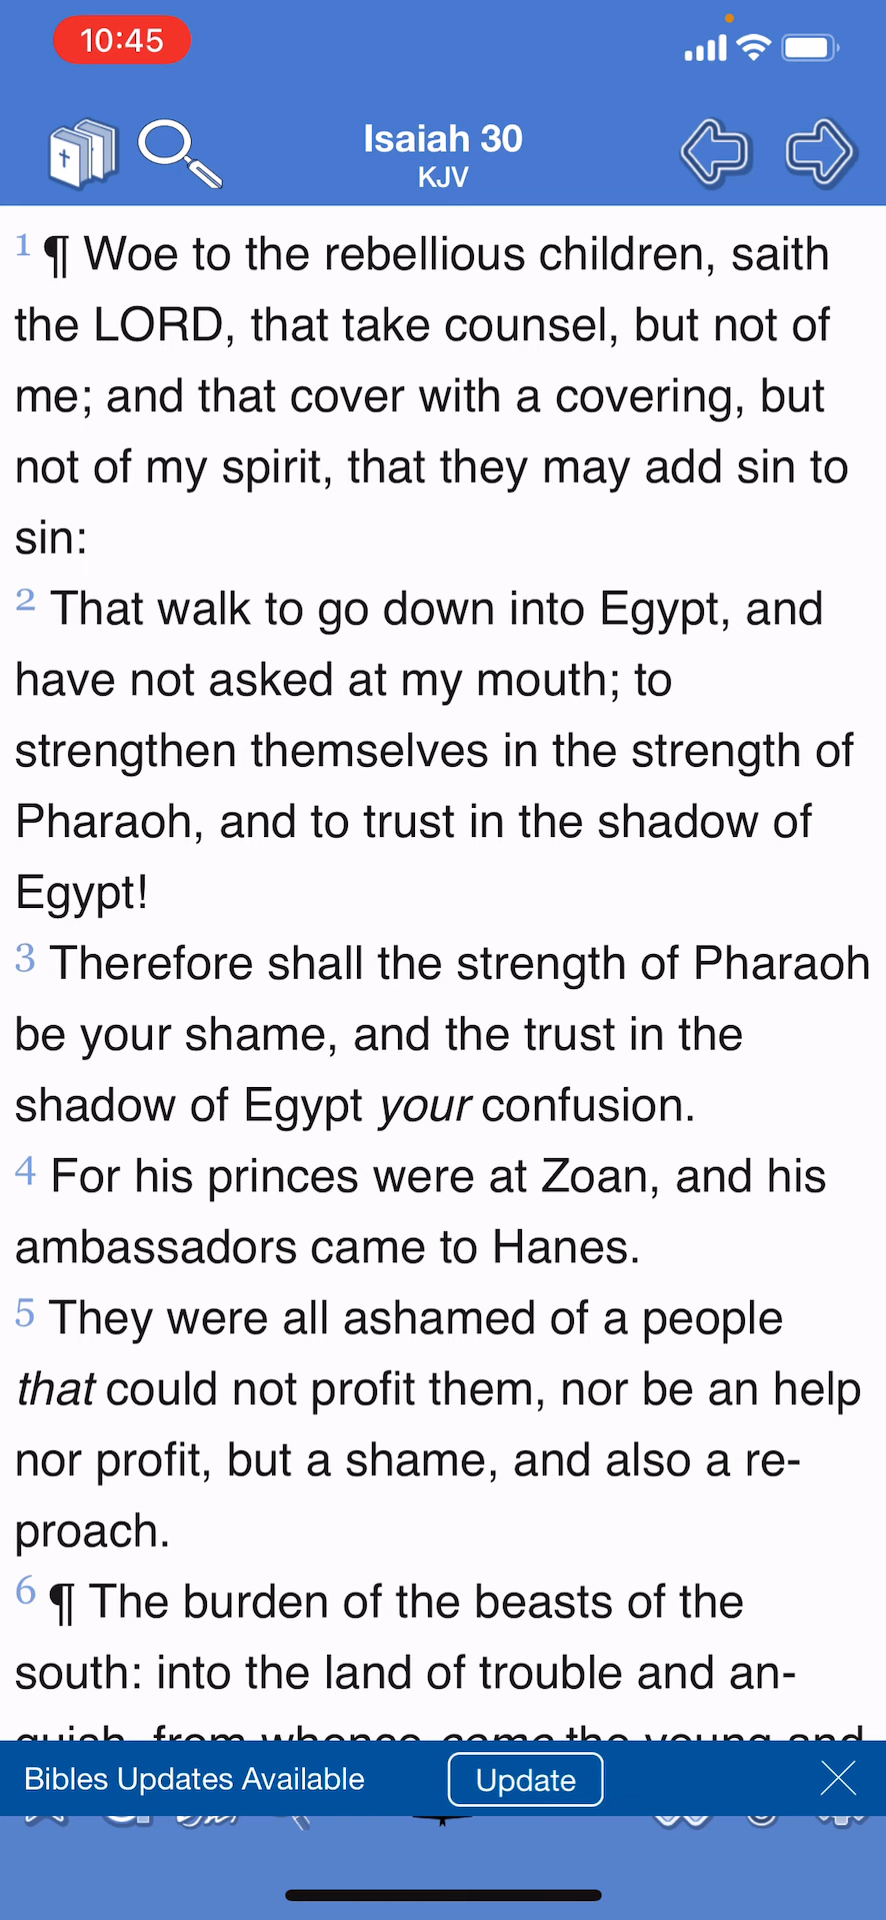 10:45
Isaiah 30
KJV
1 ¶ Woe to the rebellious children, saith
the LORD, that take counsel, but not of
me; and that cover with a covering, but
not of my spirit, that they may add sin to
sin:
2 That walk to go down into Egypt, and
have not asked at my mouth; to
strengthen themselves in the strength of
Pharaoh, and to trust in the shadow of
Egypt!
3 Therefore shall the strength of Pharaoh
be your shame, and the trust in the
shadow of Egypt your confusion.
4 For his princes were at Zoan, and his
ambassadors came to Hanes.
5 They were all ashamed of a people
that could not profit them, nor be an help
nor profit, but a shame, and also a re-
proach.
6 ¶ The burden of the beasts of the
south: into the land of trouble and an-
guish, from whence come the young and
Bibles Updates Available
Update